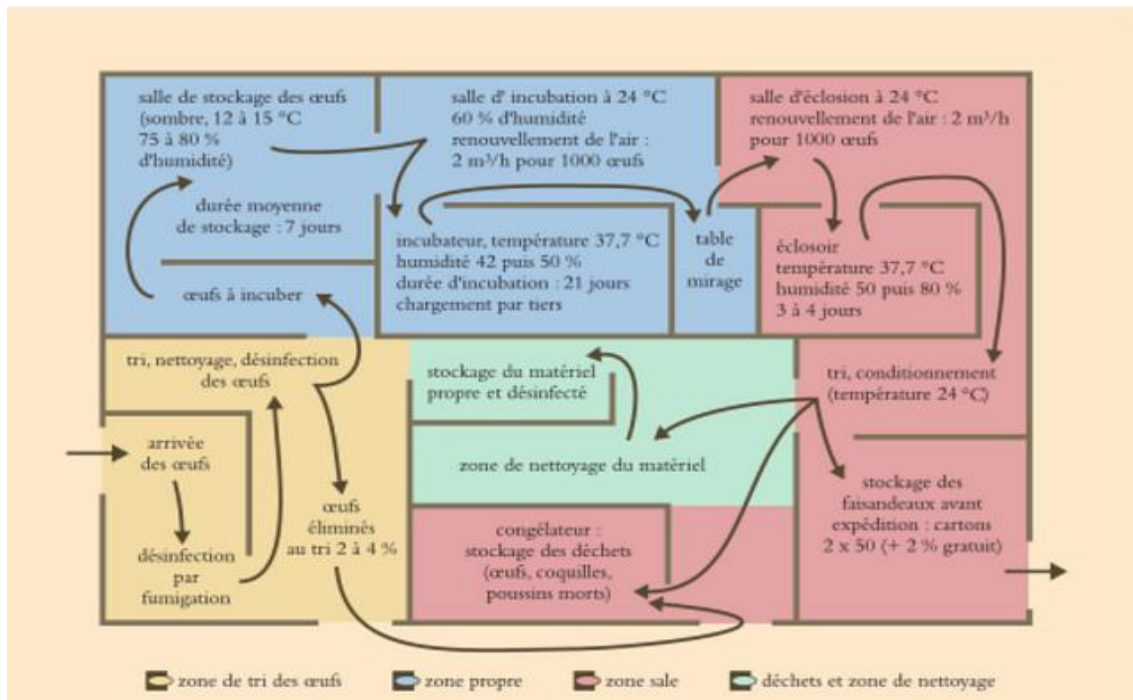 salle de stockage des œufs
(sombre, 12 à 15 °C
75 à 80 %
d'humidité)
durée moyenne
de stockage : 7 jours
œufs à incuber
salle d' incubation à 24 °C
60 % d'humidité
renouvellement de l'air :
2 m³/h pour 1000 œufs
incubateur, température 37,7 °C
humidité 42 puis 50 %
durée d'incubation : 21 jours
chargement par tiers
table
de
mirage
salle d'éclosion à 24 °C
renouvellement de l'air : 2 m³/h
pour 1000 œufs
éclosoir
température 37,7 °C
humidité 50 puis 80 %
3 à 4 jours
tri, nettoyage, désinfection
des œufs
arrivée
des œufs
désinfection
par
fumigation
œufs
éliminés
au tri 2 à 4 %
stockage du matériel
propre et désinfecté
zone de nettoyage du matériel
congélateur :
stockage des déchets
(œufs, coquilles,
poussins morts)
tri, conditionnement
(température 24 °C)
stockage des
faisandeaux avant
expédition : cartons
2 x 50 (+ 2 % gratuit)
zone de tri des œufs
zone propre
zone sale
déchets et zone de nettoyage